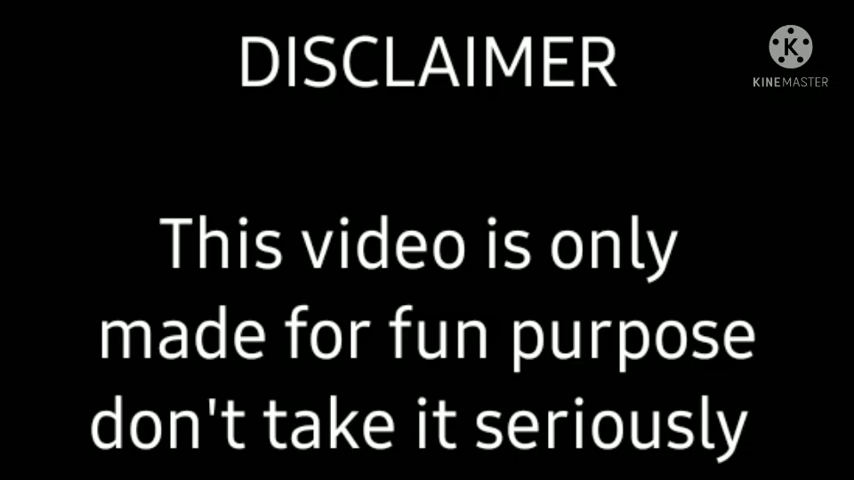 DISCLAIMER
K
KINEMASTER
This video is only
made for fun purpose
don't take it seriously